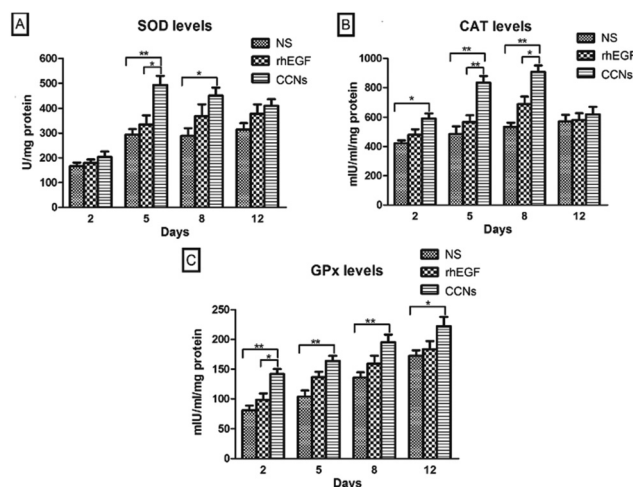 A
SOD levels
NS
rhEGF
CCNs
U/mg protein
600
500
400
300
200
100
0
**
*
*
2 5 8 12
Days
B
CAT levels
NS
rhEGF
CCNs
mIU/ml/mg protein
1000
800
600
400
200
0
*
**
**
**
*
2 5 8 12
Days
C
GPx levels
NS
rhEGF
CCNs
mIU/ml/mg protein
250
200
150
100
50
0
**
*
**
**
*
2 5 8 12
Days